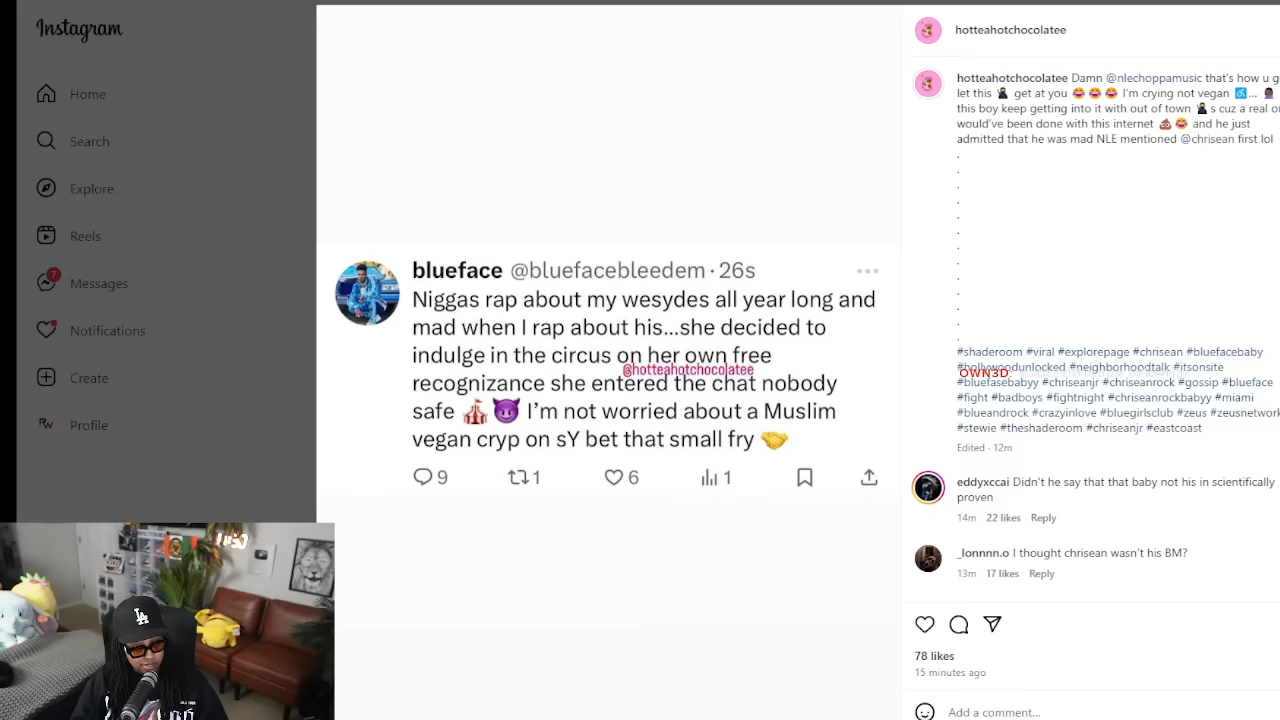 Instagram
Home
Search
Explore
Reels
7
Messages
Notifications
Create
Profile
blueface @bluefacebleedem · 26s
Niggas rap about my wesydes all year long and
mad when I rap about his...she decided to
indulge in the circus on her own free
@hotteahotchocolatee
recognizance she entered the chat nobody
safe 🎪😈 I'm not worried about a Muslim
vegan cryp on sY bet that small fry 🤝
9
1
6
1
hotteahotchocolatee
hotteahotchocolatee Damn @nlechoppamusic that's how u g
let this 🥷🏿 get at you 😂😂😂 I'm crying not vegan ♿...
this boy keep getting into it with out of town 🥷🏿s cuz a real o
would've been done with this internet 💩😂 and he just
admitted that he was mad NLE mentioned @chrisean first lol
.
.
.
.
.
.
.
.
.
.
.
.
.
#shaderoom #viral #explorepage #chrisean #bluefacebaby
#hollywoodunlocked #neighborhoodtalk #itsonsite
OWN3D:
#bluefasebabyy #chriseanjr #chriseanrock #gossip #blueface
#fight #badboys #fightnight #chriseanrockbabyy #miami
#blueandrock #crazyinlove #bluegirlsclub #zeus #zeusnetwor
#stewie #theshaderoom #chriseanjr #eastcoast
Edited · 12m
eddyxccai Didn't he say that that baby not his in scientifically
proven
14m 22 likes Reply
_lonnnn.o I thought chrisean wasn't his BM?
13m 17 likes Reply
78 likes
15 minutes ago
Add a comment...
LA